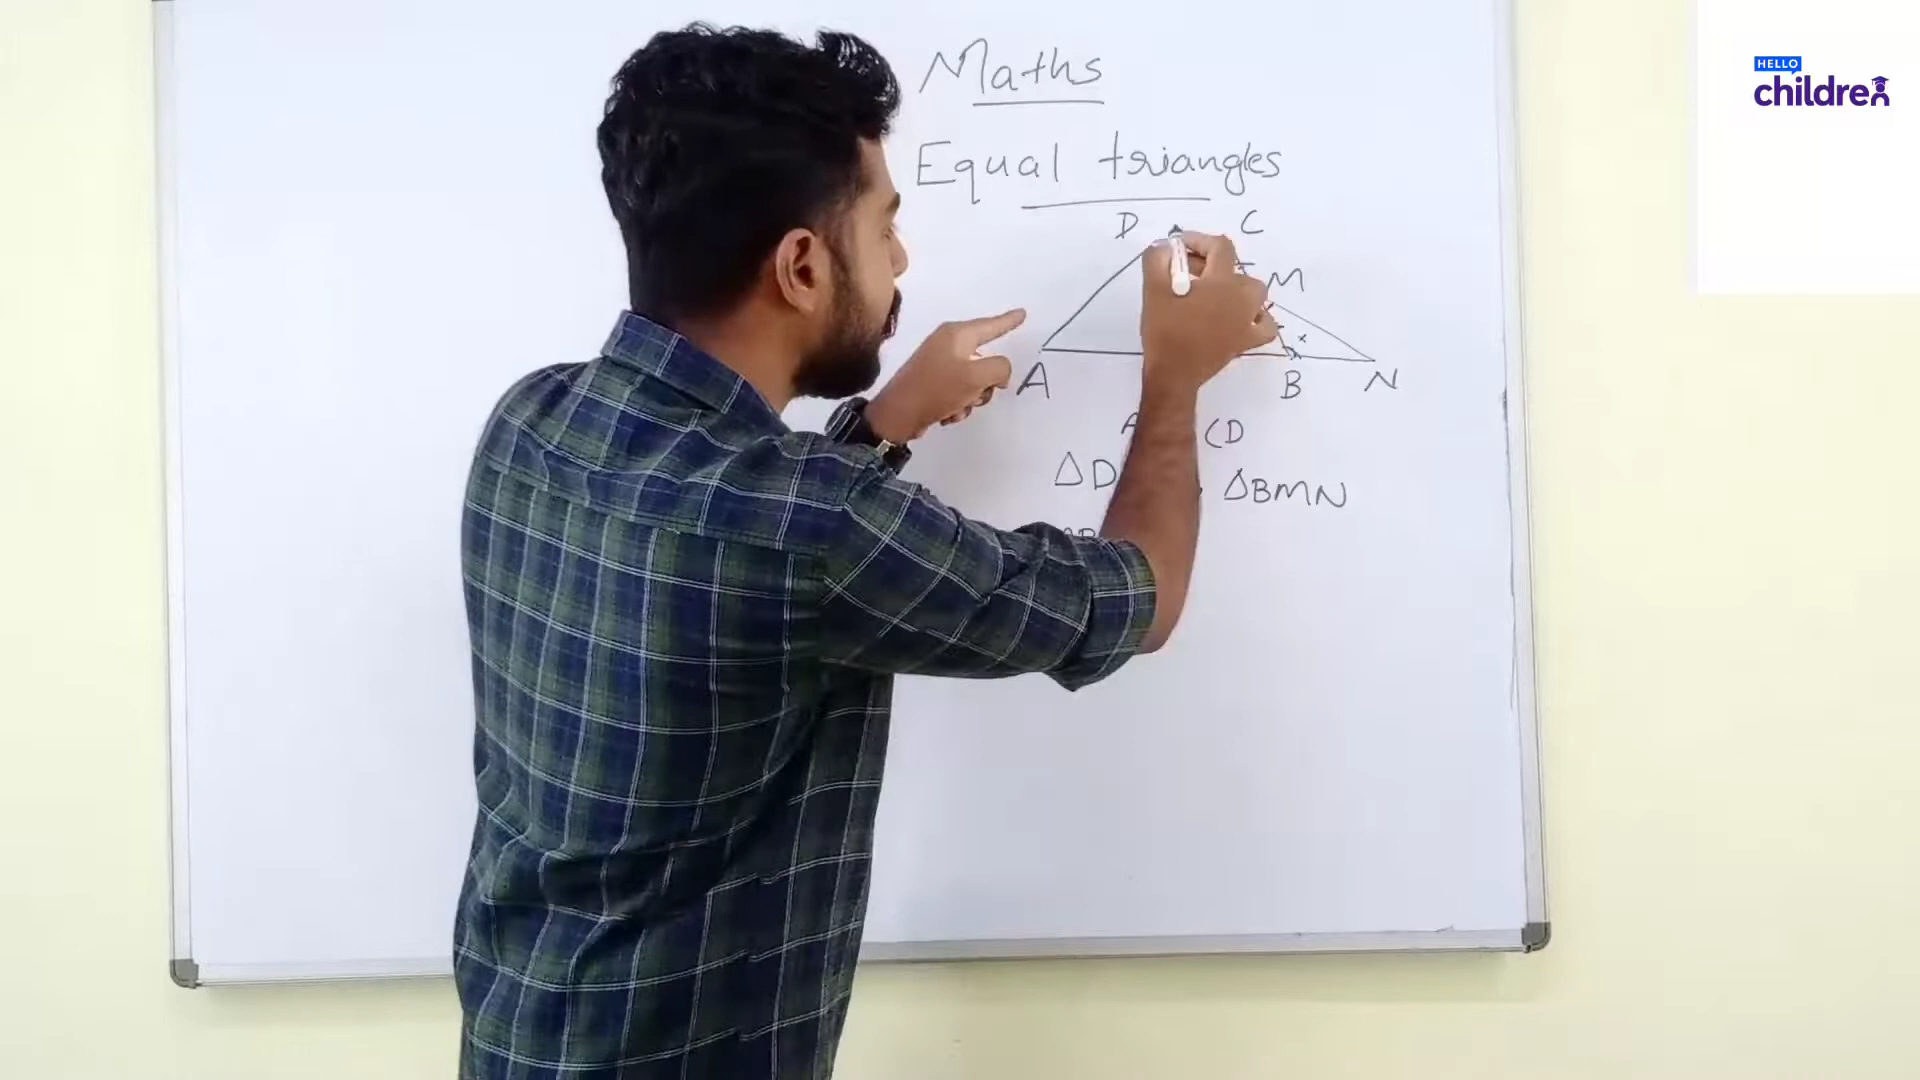 Maths
HELLO
children
Equal triangles
D C
M
A B N
A CD
ΔD , ΔBMN